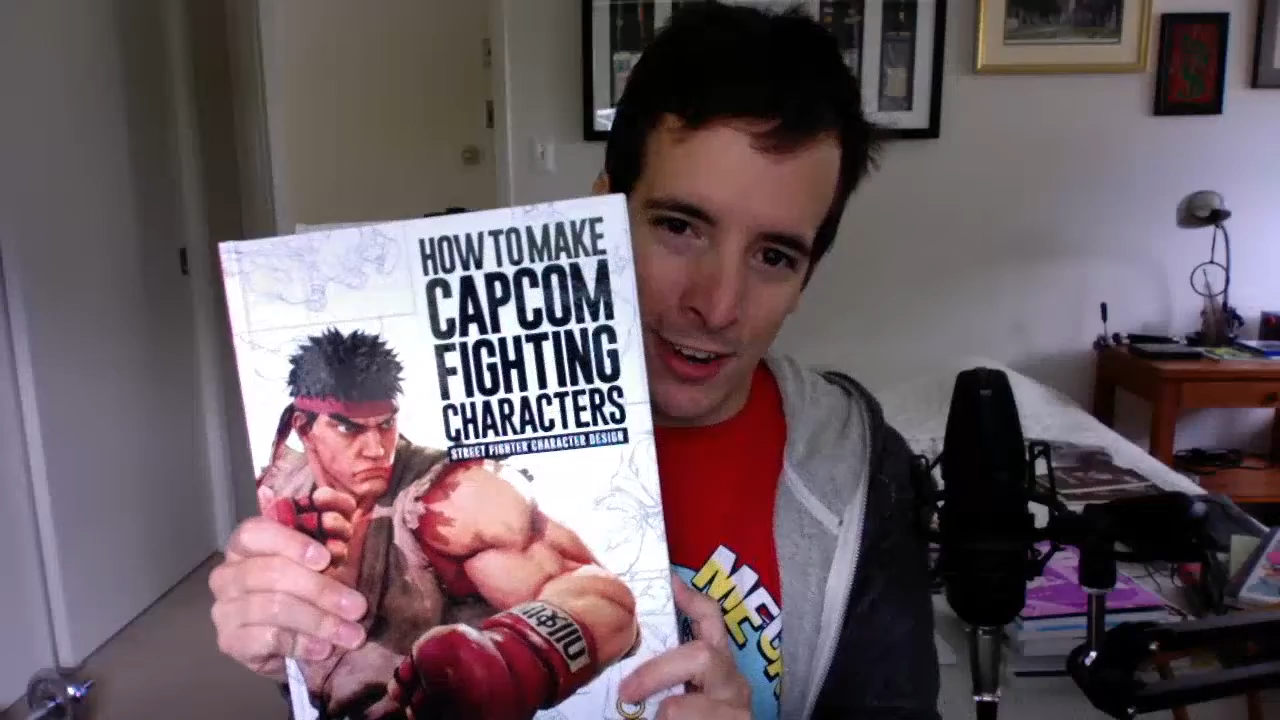 HOW TO MAKE
CAPCOM
FIGHTING
CHARACTERS
STREET FIGHTER CHARACTER DESIGN